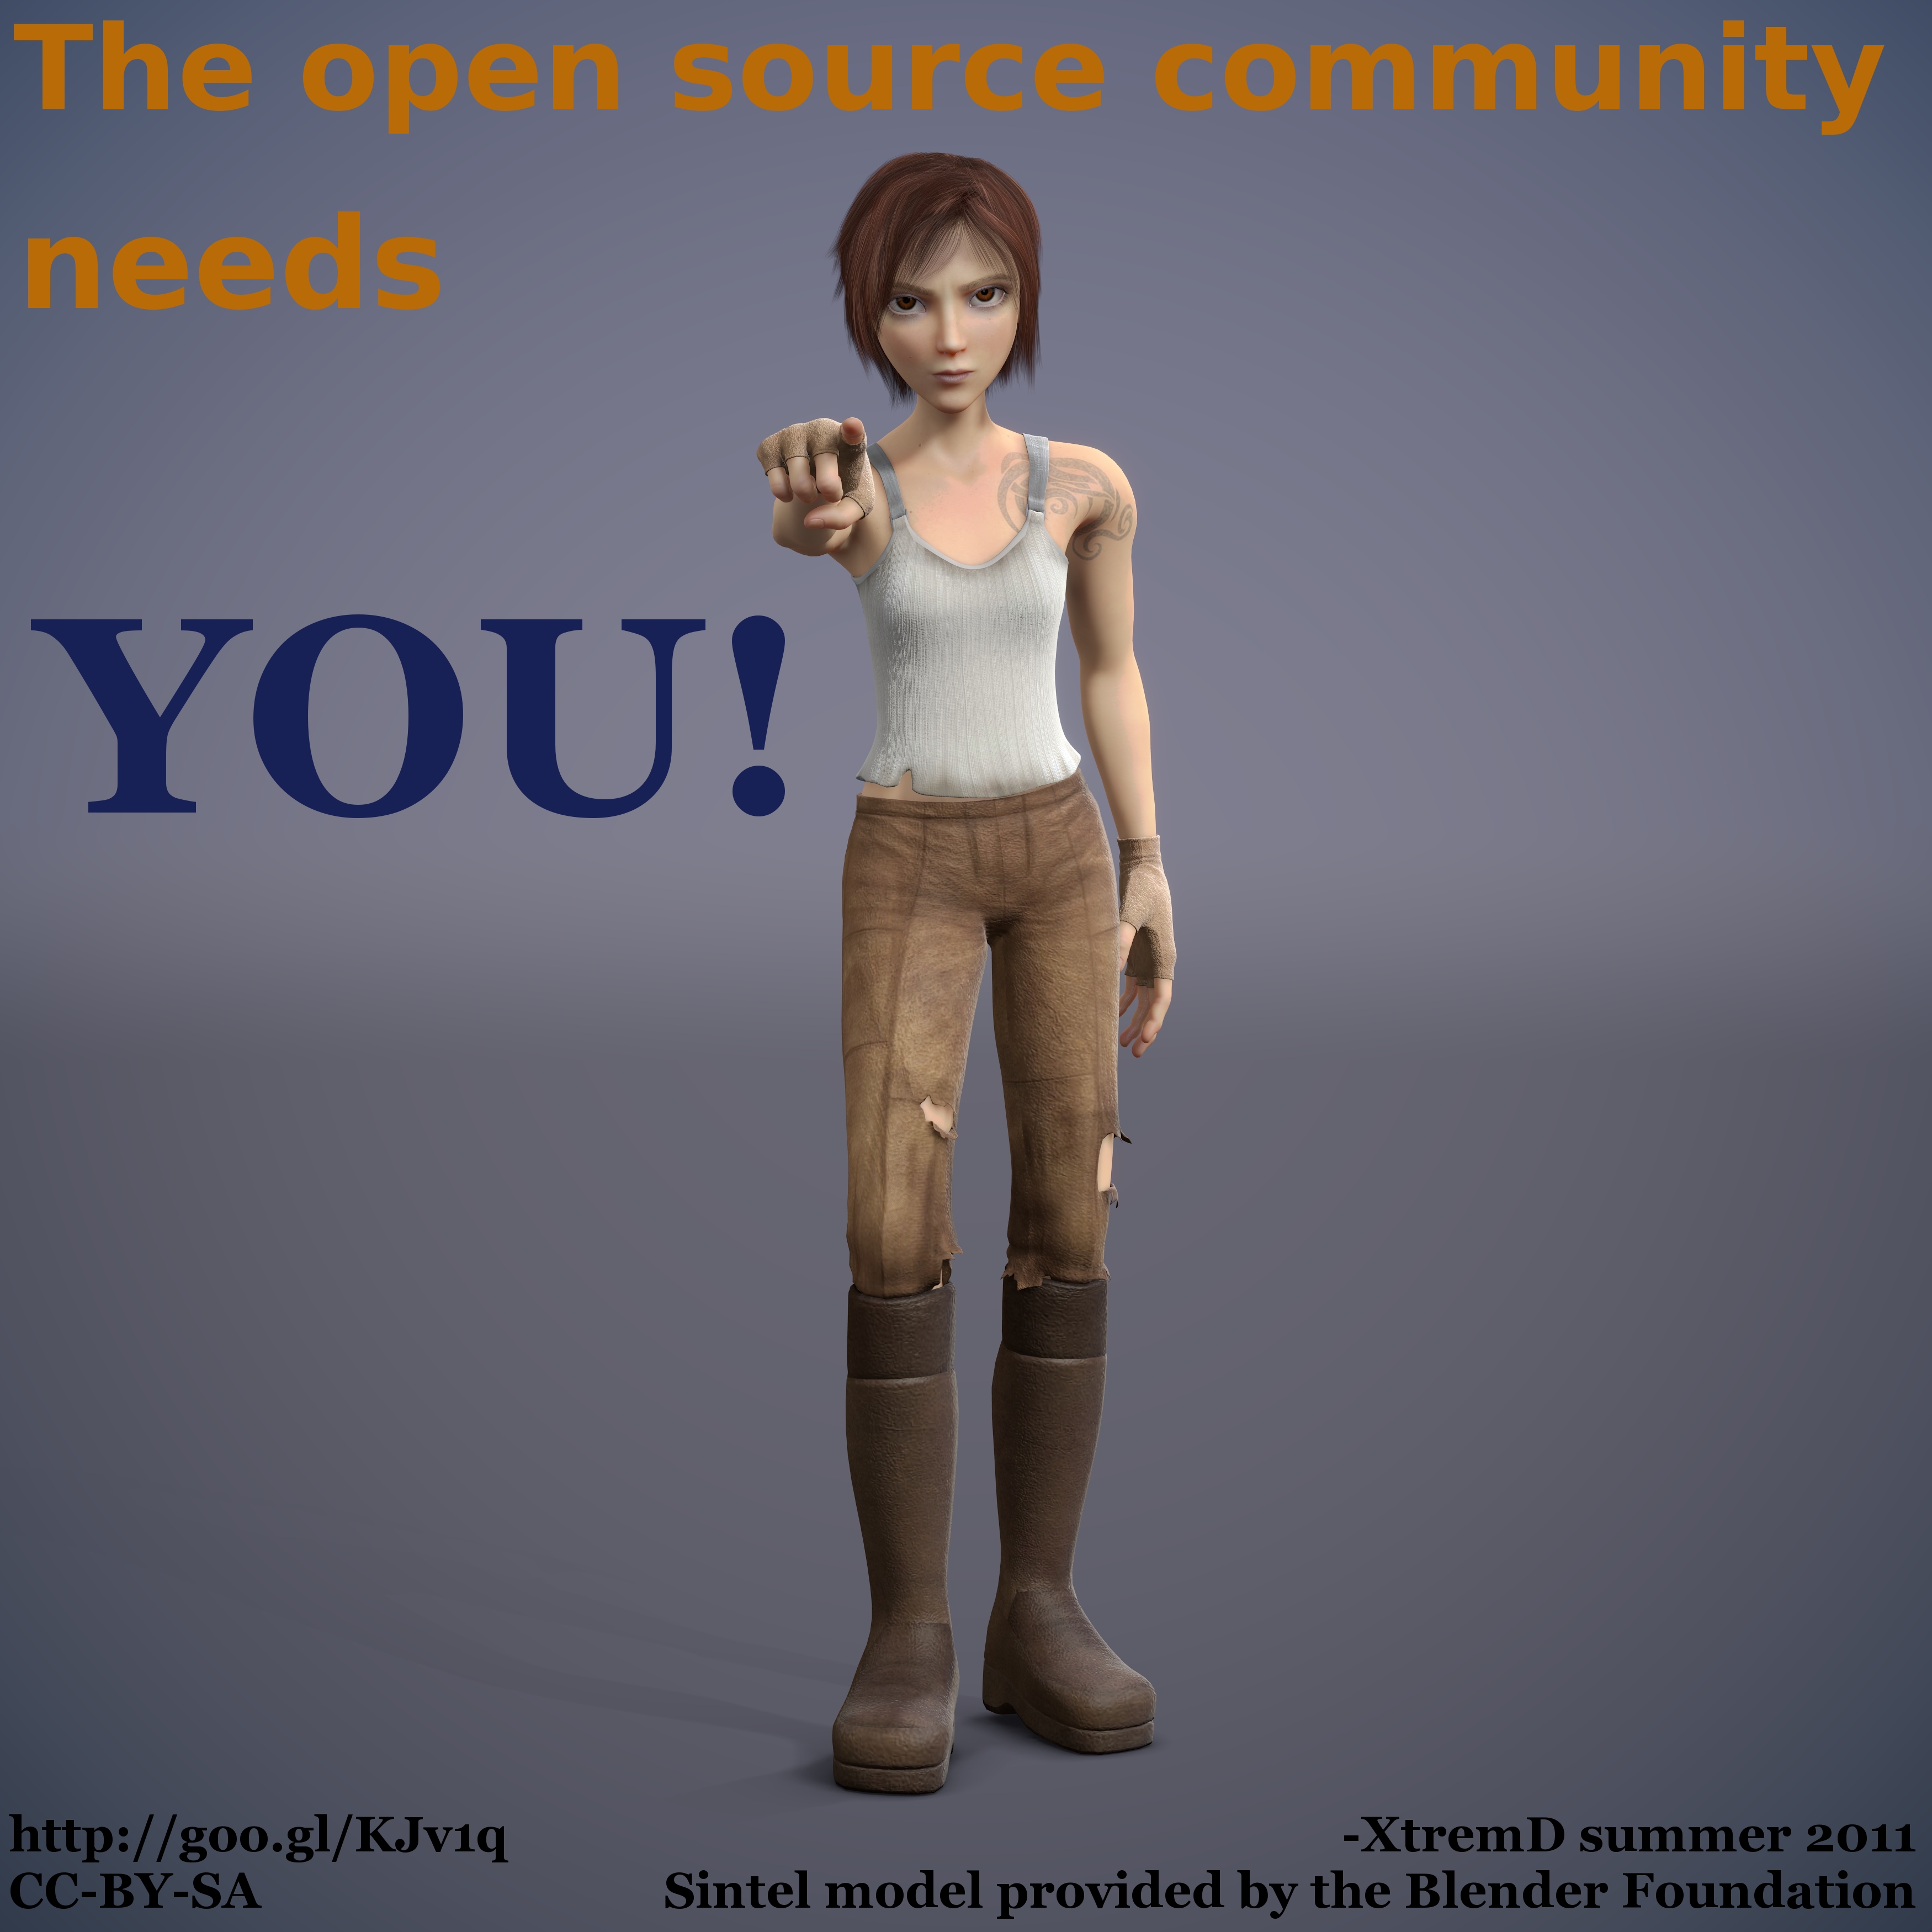 The open source community
needs
YOU!
http://goo.gl/KJv1q
CC-BY-SA
-XtremD summer 2011
Sintel model provided by the Blender Foundation